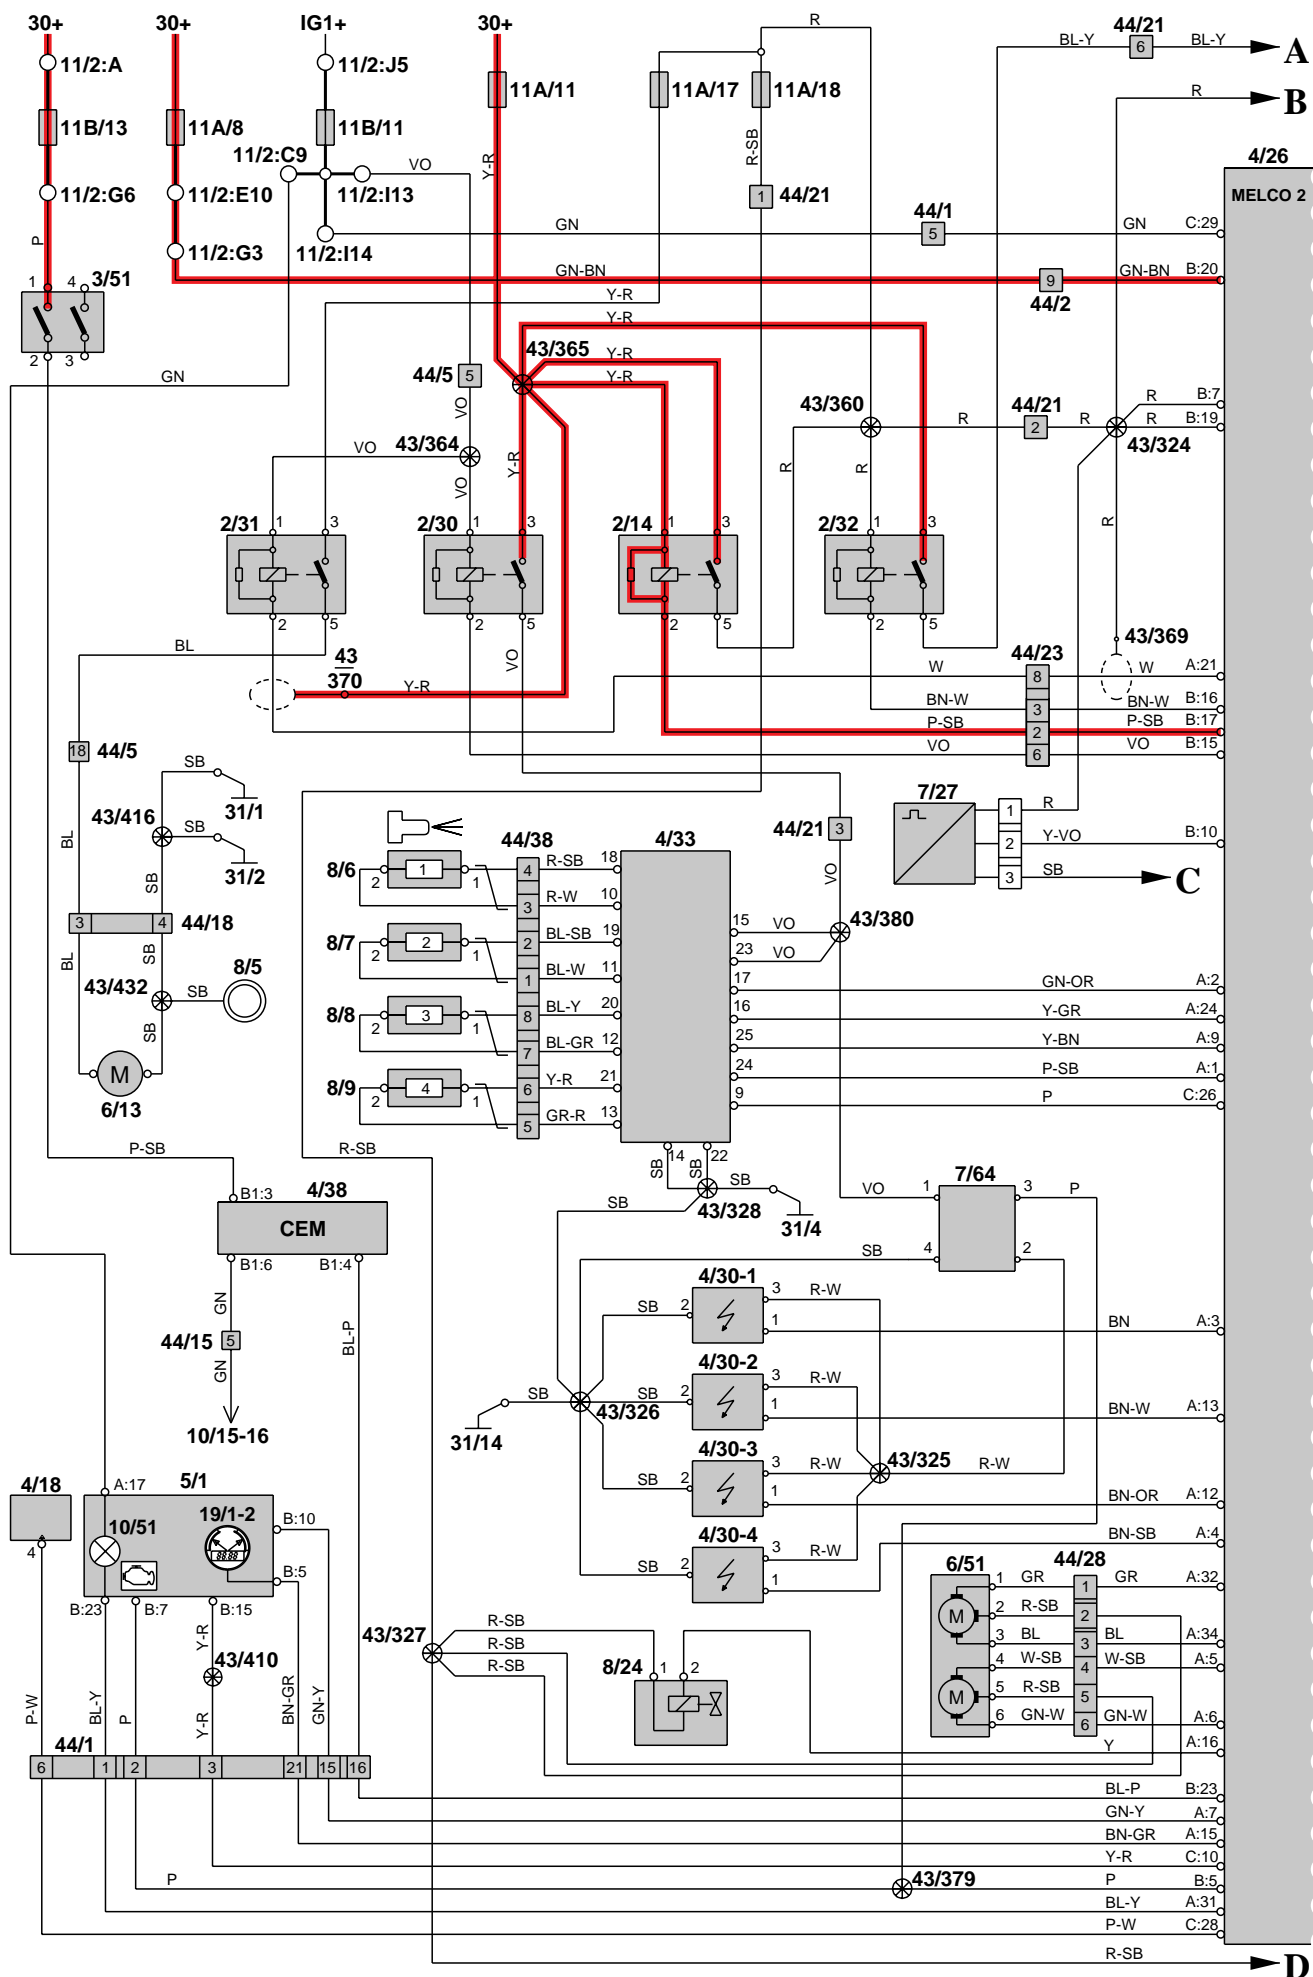 30+ 30+ IG1+ 30+ R 44/21
BL-Y 6 BL-Y A
11/2:A 11/2:J5 11A/11 11A/17 11A/18 R B
11B/13 11A/8 11B/11
11/2:C9 VO Y-R R-SB 4/26
11/2:G6 11/2:E10 11/2:I13 1 44/21 MELCO 2
P 11/2:G3 11/2:I14 GN 44/1 5 GN C:29
1 4 3/51 GN-BN 9 GN-BN B:20
Y-R 44/2
2 3 Y-R
43/365 Y-R
GN 44/5 5 Y-R R B:7
VO 43/360 R 44/21 2 R R B:19
VO 43/364 Y-R R R 43/324
VO R
2/31 1 3 2/30 1 3 2/14 1 3 2/32 1 3
2 5 2 5 2 5 2 5
BL 43 VO 44/23 43/369
370 Y-R W 8 W A:21
BN-W 3 BN-W B:16
P-SB 2 P-SB B:17
VO 6 VO B:15
18 44/5 SB
31/1 7/27 1 R
43/416 SB 44/38 4/33 44/21 3 2 Y-VO B:10
BL 31/2 8/6 1 4 R-SB 18 3 SB C
SB 2 1 3 R-W 10 VO
3 4 44/18 8/7 2 2 BL-SB 19 15 VO 43/380
BL SB 2 1 1 BL-W 11 23 VO
43/432 SB 8/5 17 GN-OR A:2
8/8 3 8 BL-Y 20 16 Y-GR A:24
SB 2 1 7 BL-GR 12 25 Y-BN A:9
M 8/9 4 6 Y-R 21 24 P-SB A:1
6/13 2 1 5 GR-R 13 9 P C:26
P-SB R-SB 14 22
SB SB
B1:3 4/38 SB 7/64
CEM SB 43/328 31/4 VO 1 3 P
B1:6 B1:4 SB 4 2
GN 4/30-1
SB 2 3 R-W
44/15 5 BL-P 1 BN A:3
GN 4/30-2
SB SB 2 3 R-W
43/326 1 BN-W A:13
10/15-16 31/14
4/30-3
SB 2 3 R-W 43/325 R-W
4/18 A:17 5/1 1 BN-OR A:12
10/51 19/1-2 B:10 4/30-4 BN-SB A:4
4 88.88 SB 2 3 R-W
B:5 1 6/51 44/28
B:23 B:7 B:15 M 1 GR 1 GR A:32
R-SB 2 R-SB 2
Y-R 43/327 R-SB 3 BL 3 BL A:34
43/410 R-SB 8/24 1 2 4 W-SB 4 W-SB A:5
M 5 R-SB 5
P-W BL-Y P Y-R BN-GR GN-Y 6 GN-W 6 GN-W A:6
44/1 Y A:16
6 1 2 3 21 15 16
BL-P B:23
GN-Y A:7
BN-GR A:15
Y-R C:10
P 43/379 P B:5
BL-Y A:31
P-W C:28
R-SB D